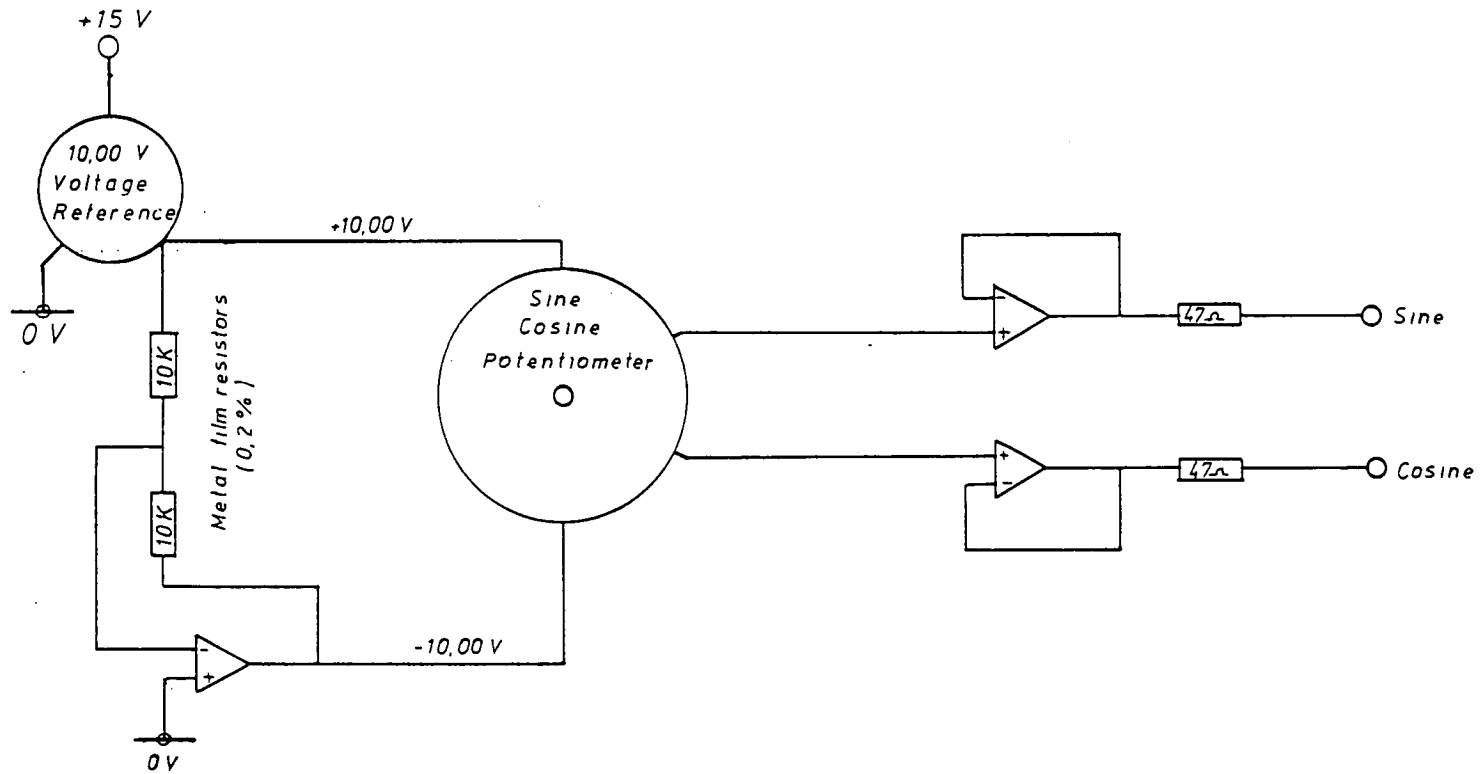 +15 V
10,00 V
Voltage
Reference
0 V
+10,00 V
10K
10K
Metal film resistors
(0,2 %)
Sine
Cosine
Potentiometer
-
+
47Ω
Sine
+
-
47Ω
Cosine
-10,00 V
-
+
0V